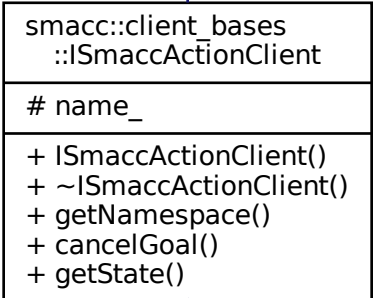 smacc::client_bases
::ISmaccActionClient
# name_
+ ISmaccActionClient()
+ ~ISmaccActionClient()
+ getNamespace()
+ cancelGoal()
+ getState()